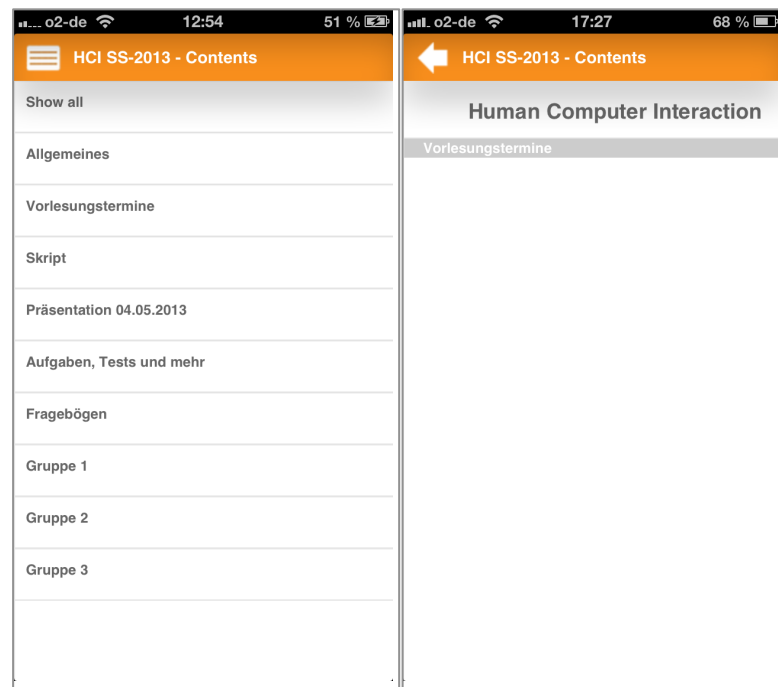 o2-de 12:54 51 %
HCI SS-2013 - Contents
Show all
Allgemeines
Vorlesungstermine
Skript
Präsentation 04.05.2013
Aufgaben, Tests und mehr
Fragebögen
Gruppe 1
Gruppe 2
Gruppe 3
o2-de 17:27 68 %
HCI SS-2013 - Contents
Human Computer Interaction
Vorlesungstermine